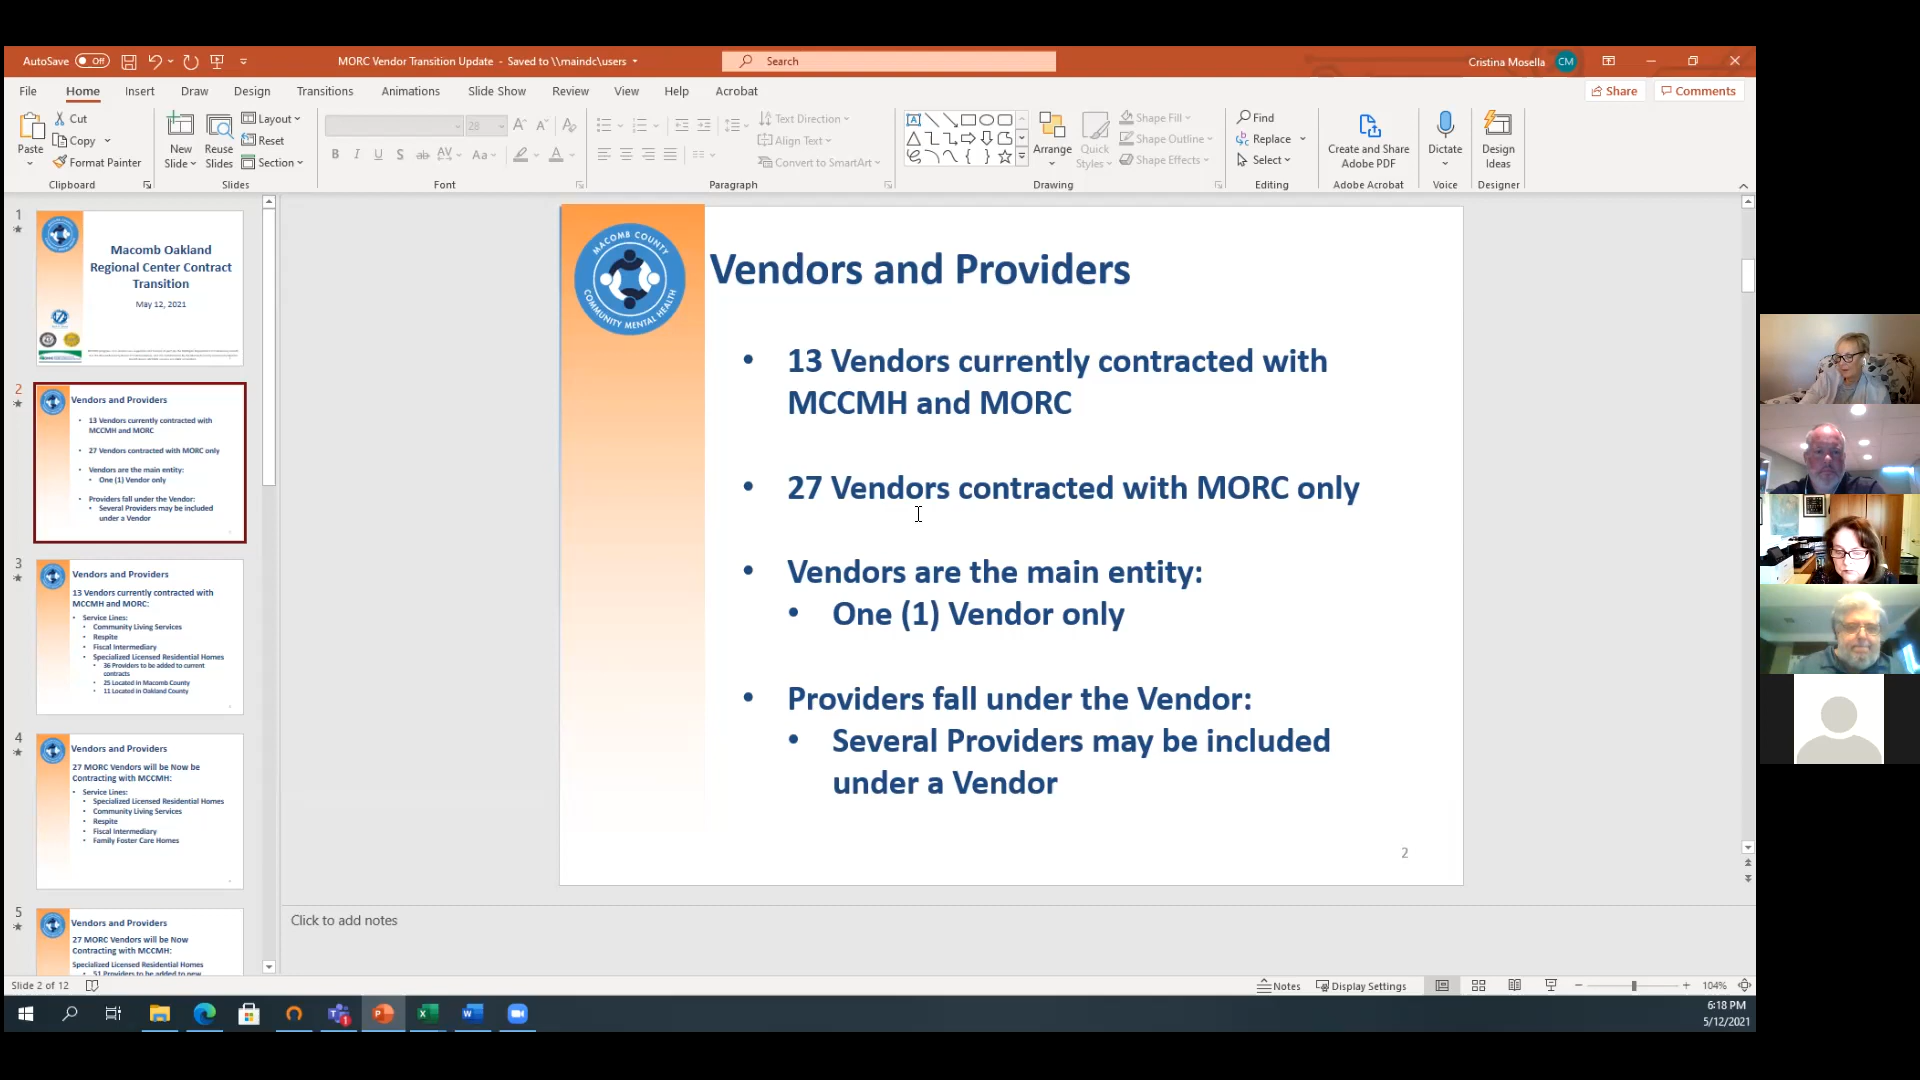 AutoSave Off
MORC Vendor Transition Update - Saved to \\maindc\users
Search
Cristina Mosella CM
File Home Insert Draw Design Transitions Animations Slide Show Review View Help Acrobat
Share Comments
Paste
Cut
Copy
Format Painter
Clipboard
New Slide
Reuse Slides
Layout
Reset
Section
Slides
28
Font
Text Direction
Align Text
Convert to SmartArt
Paragraph
Arrange
Quick Styles
Shape Fill
Shape Outline
Shape Effects
Drawing
Find
Replace
Select
Editing
Create and Share
Adobe PDF
Adobe Acrobat
Dictate
Voice
Design
Ideas
Designer
1
Macomb Oakland
Regional Center Contract
Transition
May 12, 2021
2
Vendors and Providers
• 13 Vendors currently contracted with
MCCMH and MORC
• 27 Vendors contracted with MORC only
• Vendors are the main entity:
• One (1) Vendor only
• Providers fall under the Vendor:
• Several Providers may be included
under a Vendor
3
Vendors and Providers
13 Vendors currently contracted with
MCCMH and MORC:
• Service Lines:
• Community Living Services
• Respite
• Fiscal Intermediary
• Specialized Licensed Residential Homes
• 36 Providers to be added to current
contracts
• 25 Located in Macomb County
• 11 Located in Oakland County
4
Vendors and Providers
27 MORC Vendors will be Now be
Contracting with MCCMH:
• Service Lines:
• Specialized Licensed Residential Homes
• Community Living Services
• Respite
• Fiscal Intermediary
• Family Foster Care Homes
5
Vendors and Providers
27 MORC Vendors will be Now
Contracting with MCCMH:
Specialized Licensed Residential Homes
• 51 Providers to be added to new
MACOMB COUNTY
COMMUNITY MENTAL HEALTH
Vendors and Providers
• 13 Vendors currently contracted with
MCCMH and MORC
• 27 Vendors contracted with MORC only
• Vendors are the main entity:
• One (1) Vendor only
• Providers fall under the Vendor:
• Several Providers may be included
under a Vendor
2
Click to add notes
Slide 2 of 12
Notes Display Settings 104%
6:18 PM
5/12/2021